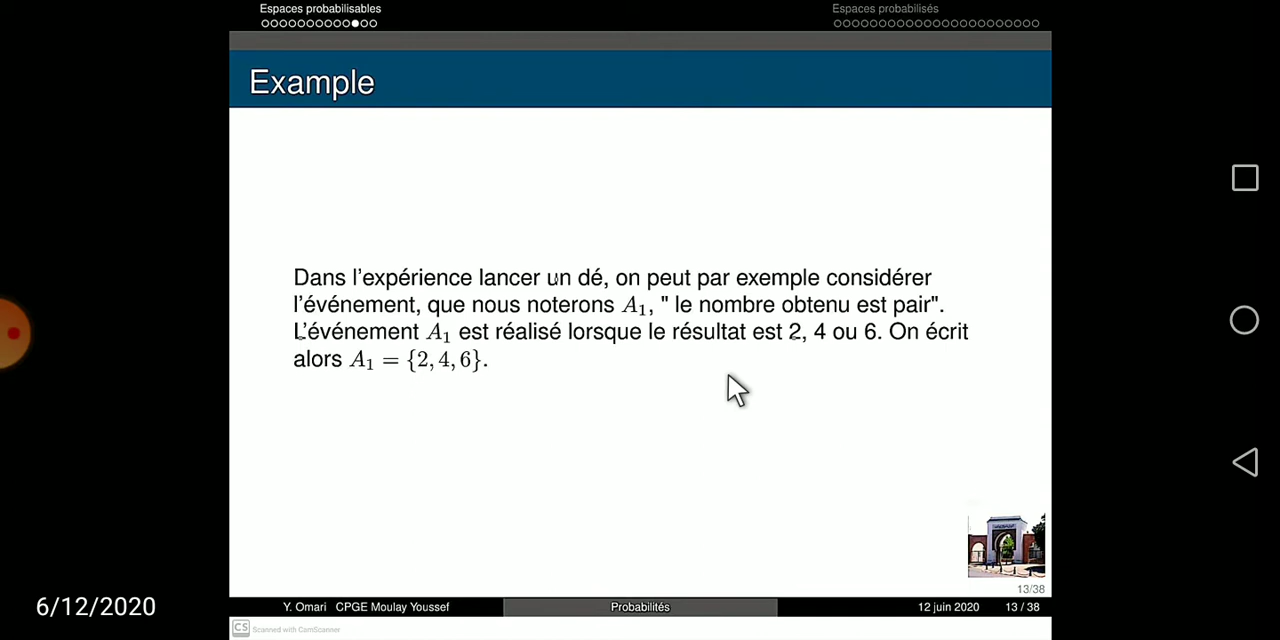 Espaces probabilisables
Espaces probabilisés
Example
Dans l'expérience lancer un dé, on peut par exemple considérer
l'événement, que nous noterons A₁, " le nombre obtenu est pair".
L'événement A₁ est réalisé lorsque le résultat est 2, 4 ou 6. On écrit
alors A₁ = {2, 4, 6}.
13/38
Y. Omari CPGE Moulay Youssef
Probabilités
12 juin 2020 13 / 38
CS Scanned with CamScanner
6/12/2020